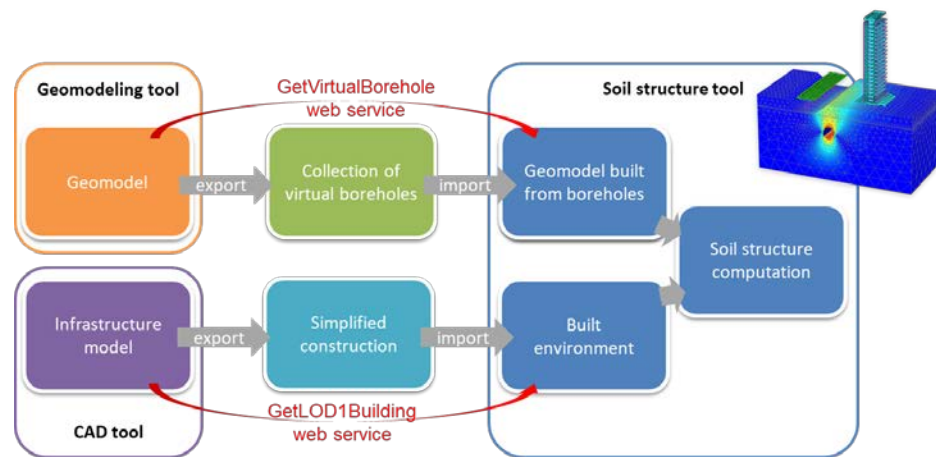 Geomodeling tool
GetVirtualBorehole
web service
Soil structure tool
Geomodel
export
Collection of
virtual boreholes
import
Geomodel built
from boreholes
Soil structure
computation
Infrastructure
model
export
Simplified
construction
import
Built
environment
GetLOD1Building
web service
CAD tool